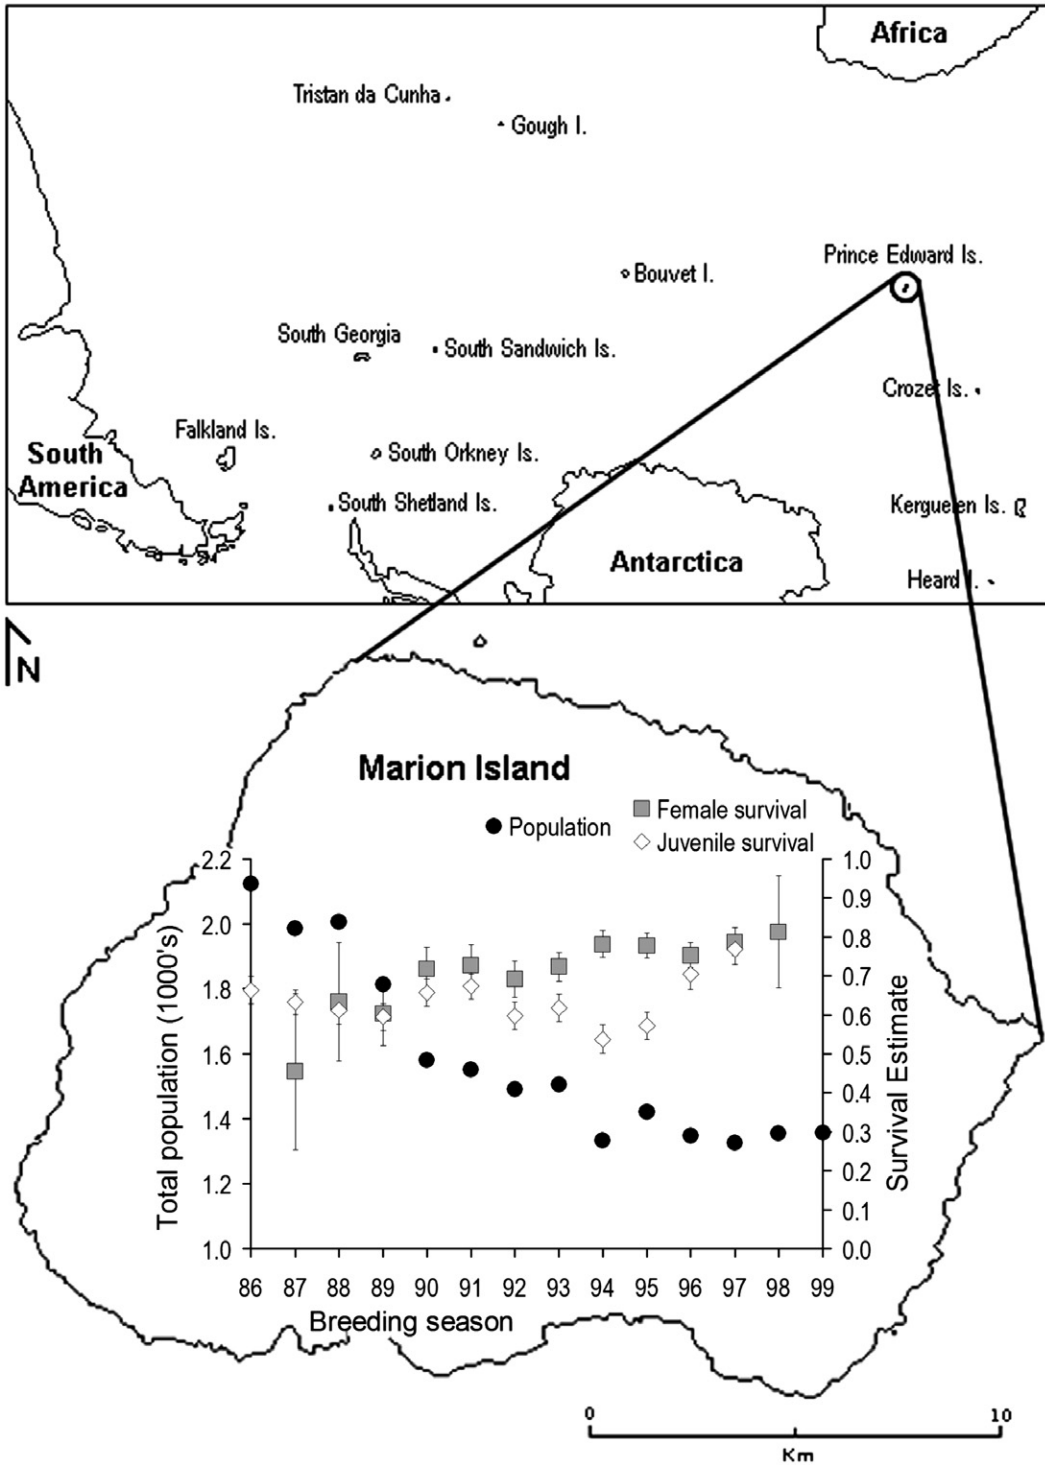 Africa
Tristan da Cunha
Gough I.
Prince Edward Is.
Bouvet I.
South Georgia
South Sandwich Is.
Crozet Is.
Falkland Is.
South
America
South Orkney Is.
South Shetland Is.
Kerguelen Is.
Antarctica
Heard I.
N
Marion Island
Population
Female survival
Juvenile survival
2.2
2.0
1.8
1.6
1.4
1.2
1.0
Total population (1000's)
1.0
0.9
0.8
0.7
0.6
0.5
0.4
0.3
0.2
0.1
0.0
Survival Estimate
86 87 88 89 90 91 92 93 94 95 96 97 98 99
Breeding season
0 10
Km